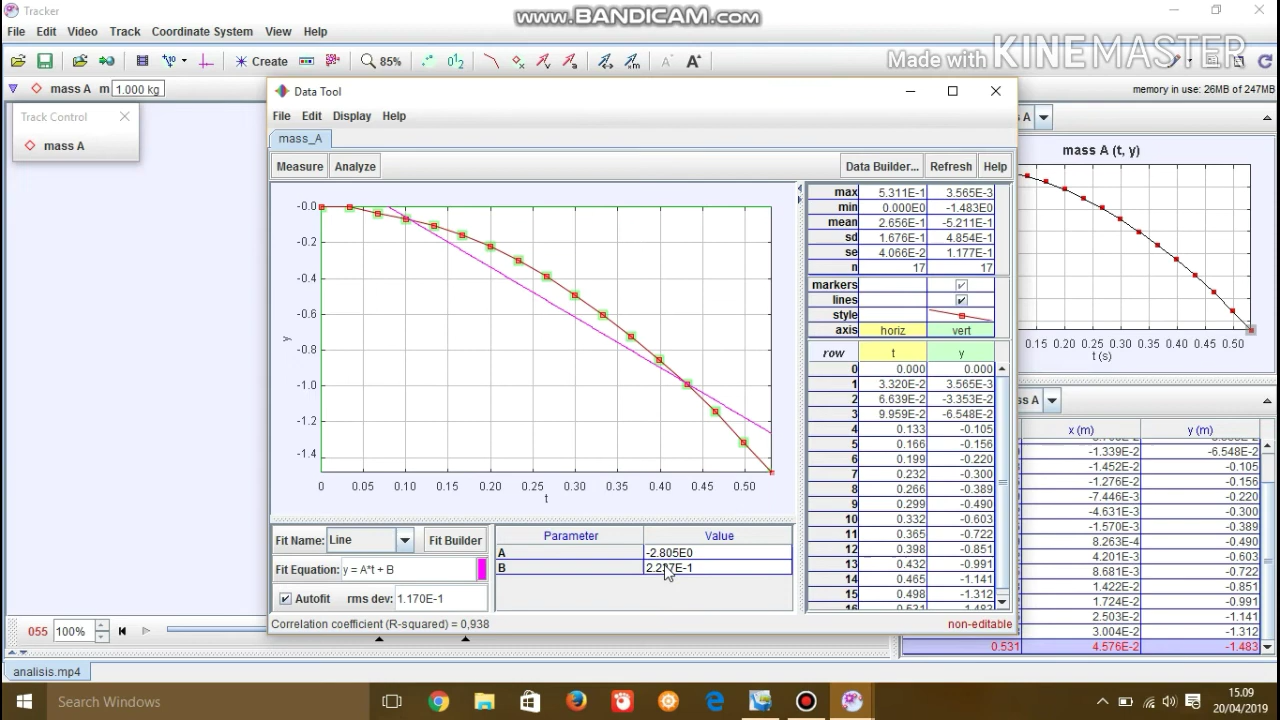 Tracker
www.BANDICAM.com
File Edit Video Track Coordinate System View Help
Create 85%
Made with KINEMASTER
mass A m 1.000 kg
memory in use: 26MB of 247MB
Track Control
mass A
Data Tool
File Edit Display Help
mass_A
Measure Analyze
Data Builder... Refresh Help
-0.0
-0.2
-0.4
-0.6
-0.8
-1.0
-1.2
-1.4
y
0 0.05 0.10 0.15 0.20 0.25 0.30 0.35 0.40 0.45 0.50
t
max 5.311E-1 3.565E-3
min 0.000E0 -1.483E0
mean 2.656E-1 -5.211E-1
sd 1.676E-1 4.854E-1
se 4.066E-2 1.177E-1
n 17 17
markers
lines
style
axis horiz vert
row t y
0 0.000 0.000
1 3.320E-2 3.565E-3
2 6.639E-2 -3.353E-2
3 9.959E-2 -6.548E-2
4 0.133 -0.105
5 0.166 -0.156
6 0.199 -0.220
7 0.232 -0.300
8 0.266 -0.389
9 0.299 -0.490
10 0.332 -0.603
11 0.365 -0.722
12 0.398 -0.851
13 0.432 -0.991
14 0.465 -1.141
15 0.498 -1.312
16 0.531 -1.483
Fit Name: Line Fit Builder
Fit Equation: y = A*t + B
Autofit rms dev: 1.170E-1
Parameter Value
A -2.805E0
B
Correlation coefficient (R-squared) = 0,938
non-editable
A
mass A (t, y)
0.15 0.20 0.25 0.30 0.35 0.40 0.45 0.50
t (s)
ss A
x (m) y (m)
-1.339E-2 -6.548E-2
-1.452E-2 -0.105
-1.276E-2 -0.156
-7.446E-3 -0.220
-4.631E-3 -0.300
-1.570E-3 -0.389
-0.490
4.201E-3 -0.603
8.681E-3 -0.722
1.422E-2 -0.851
1.724E-2 -0.991
2.503E-2 -1.141
3.004E-2 -1.312
0.531 4.576E-2 -1.483
055 100%
analisis.mp4
Search Windows
15.09
20/04/2019